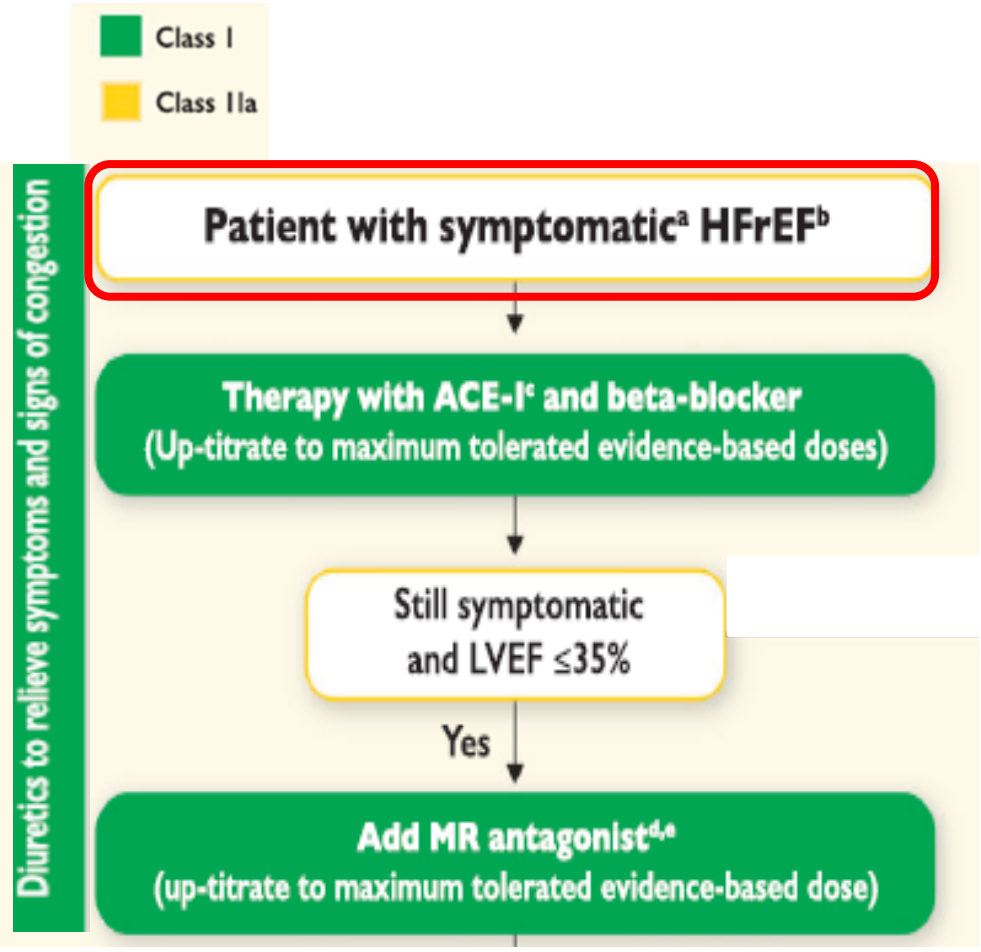 Class I
Class IIa
Diuretics to relieve symptoms and signs of congestion
Patient with symptomaticᵃ HFrEFᵇ
Therapy with ACE-Iᶜ and beta-blocker
(Up-titrate to maximum tolerated evidence-based doses)
Still symptomatic
and LVEF ≤35%
Yes
Add MR antagonistᵈ,ᵉ
(up-titrate to maximum tolerated evidence-based dose)